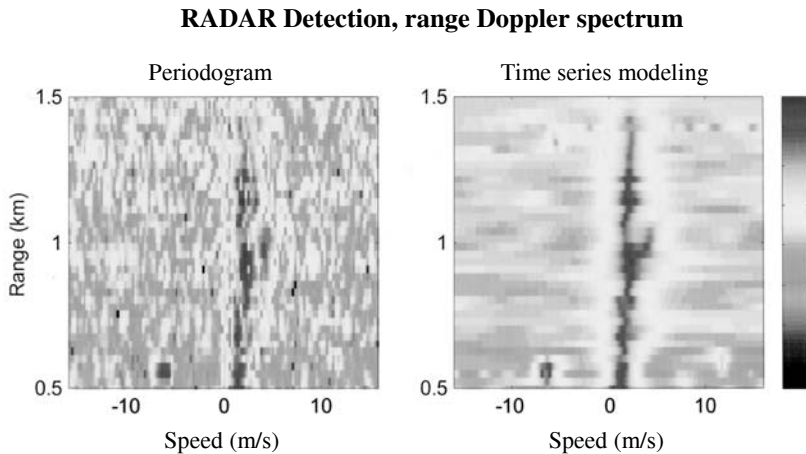 RADAR Detection, range Doppler spectrum
Periodogram
Time series modeling
1.5
1
0.5
Range (km)
-10
0
10
Speed (m/s)
1.5
1
0.5
-10
0
10
Speed (m/s)